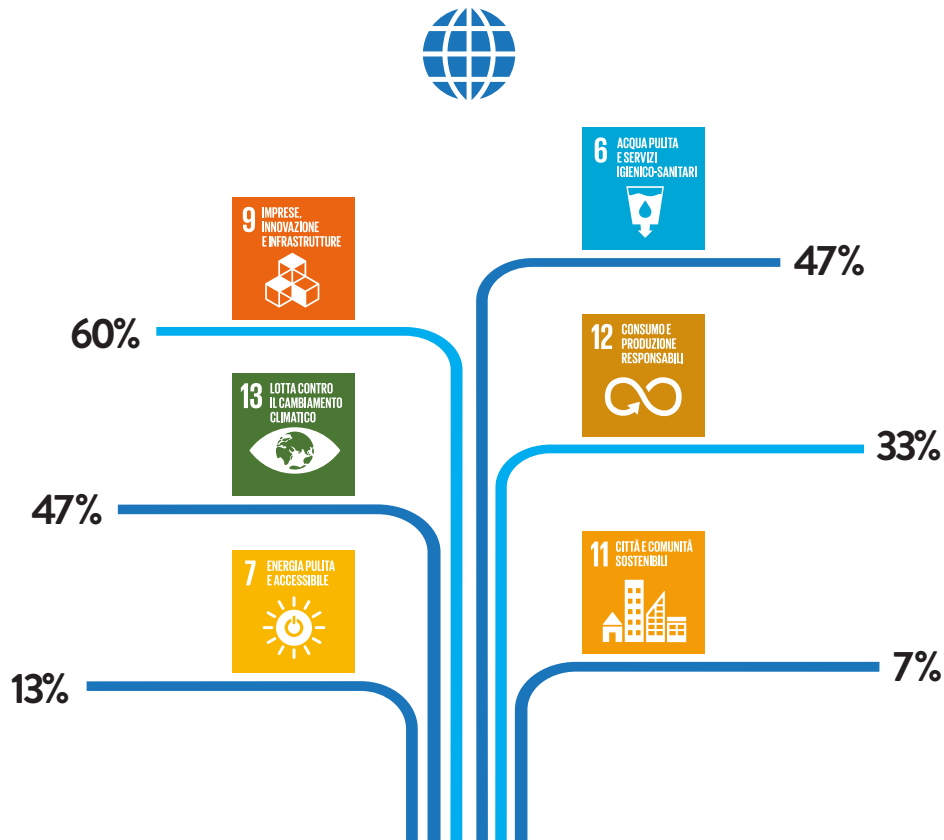 6 ACQUA PULITA
E SERVIZI
IGIENICO-SANITARI
47%
9 IMPRESE,
INNOVAZIONE
E INFRASTRUTTURE
60%
12 CONSUMO E
PRODUZIONE
RESPONSABILI
33%
13 LOTTA CONTRO
IL CAMBIAMENTO
CLIMATICO
47%
11 CITTÀ E COMUNITÀ
SOSTENIBILI
7%
7 ENERGIA PULITA
E ACCESSIBILE
13%